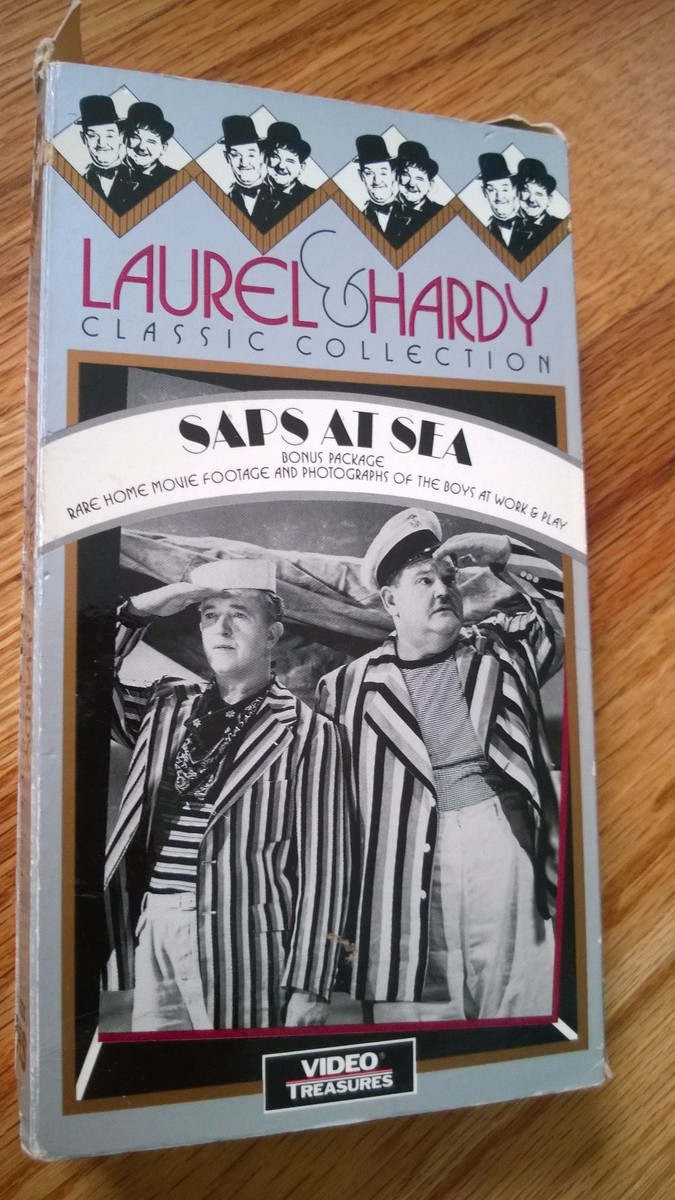 LAUREL & HARDY
CLASSIC COLLECTION
SAPS AT SEA
BONUS PACKAGE
RARE HOME MOVIE FOOTAGE AND PHOTOGRAPHS OF THE BOYS AT WORK & PLAY
VIDEO®
TREASURES